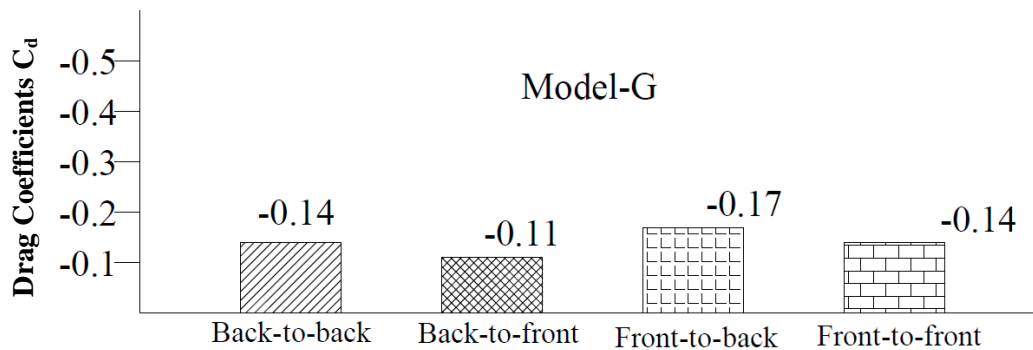 Drag Coefficients Cd
-0.5
-0.4
-0.3
-0.2
-0.1
Model-G
-0.14
-0.11
-0.17
-0.14
Back-to-back
Back-to-front
Front-to-back
Front-to-front